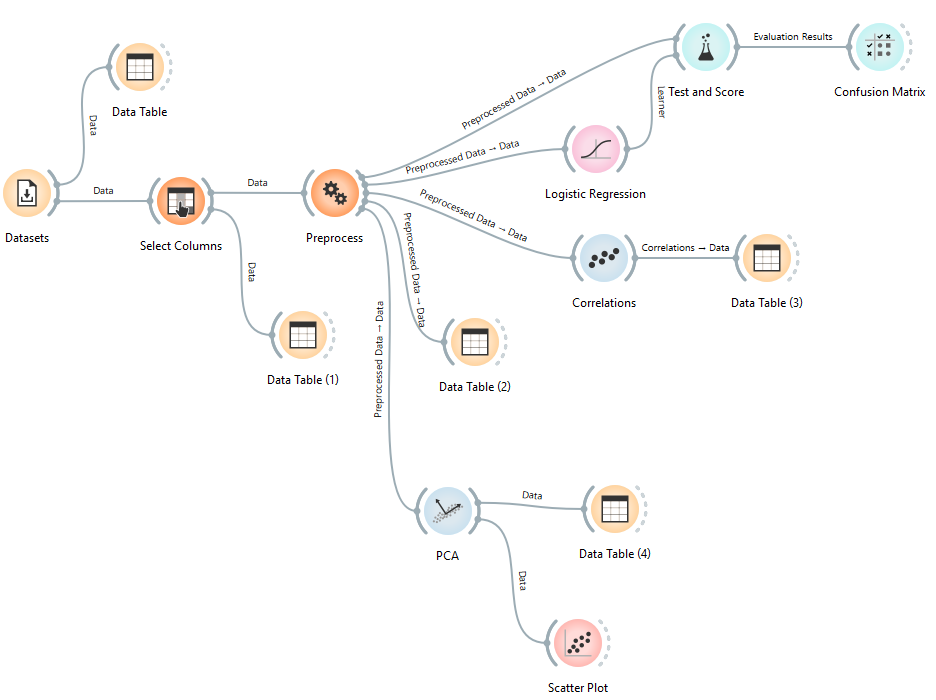 Evaluation Results
Test and Score
Confusion Matrix
Preprocessed Data → Data
Learner
Data Table
Data
Preprocessed Data → Data
Logistic Regression
Data
Data
Datasets
Select Columns
Preprocess
Preprocessed Data → Data
Correlations → Data
Correlations
Data Table (3)
Data
Preprocessed Data → Data
Data Table (1)
Data Table (2)
Preprocessed Data → Data
Data
PCA
Data Table (4)
Data
Scatter Plot